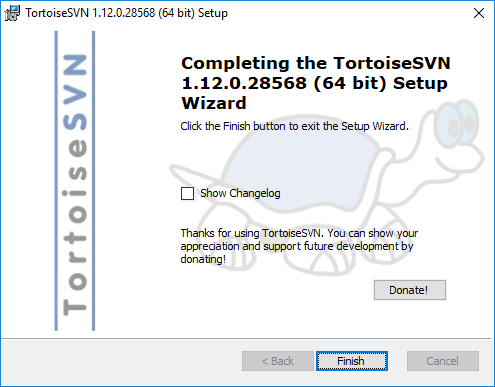 TortoiseSVN 1.12.0.28568 (64 bit) Setup
TortoiseSVN
Completing the TortoiseSVN
1.12.0.28568 (64 bit) Setup
Wizard
Click the Finish button to exit the Setup Wizard.
Show Changelog
Thanks for using TortoiseSVN. You can show your
appreciation and support future development by
donating!
Donate!
< Back
Finish
Cancel